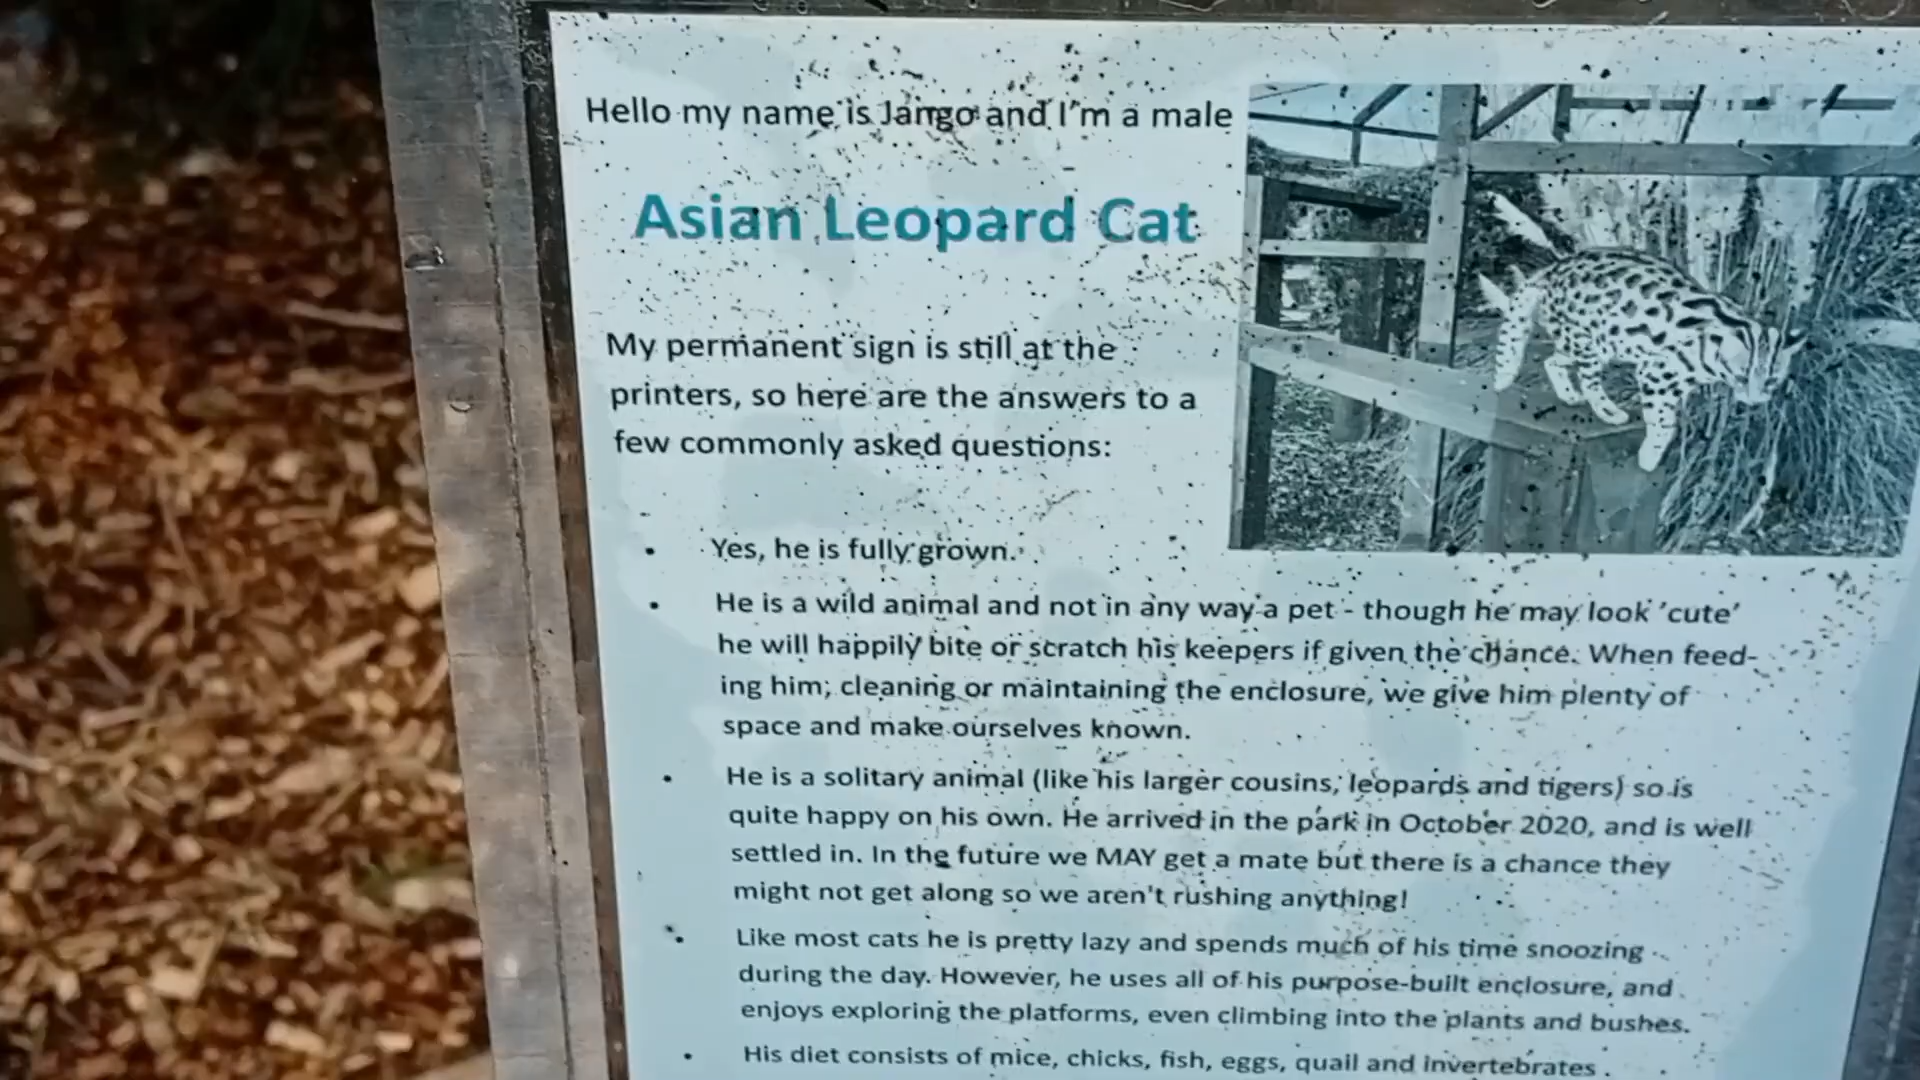 Hello my name is Jango and I'm a male
Asian Leopard Cat
My permanent sign is still at the
printers, so here are the answers to a
few commonly asked questions:
• Yes, he is fully grown.
• He is a wild animal and not in any way a pet - though he may look 'cute'
he will happily bite or scratch his keepers if given the chance. When feed-
ing him; cleaning or maintaining the enclosure, we give him plenty of
space and make ourselves known.
• He is a solitary animal (like his larger cousins, leopards and tigers) so is
quite happy on his own. He arrived in the park in October 2020, and is well
settled in. In the future we MAY get a mate but there is a chance they
might not get along so we aren't rushing anything!
• Like most cats he is pretty lazy and spends much of his time snoozing
during the day. However, he uses all of his purpose-built enclosure, and
enjoys exploring the platforms, even climbing into the plants and bushes.
• His diet consists of mice, chicks, fish, eggs, quail and invertebrates.